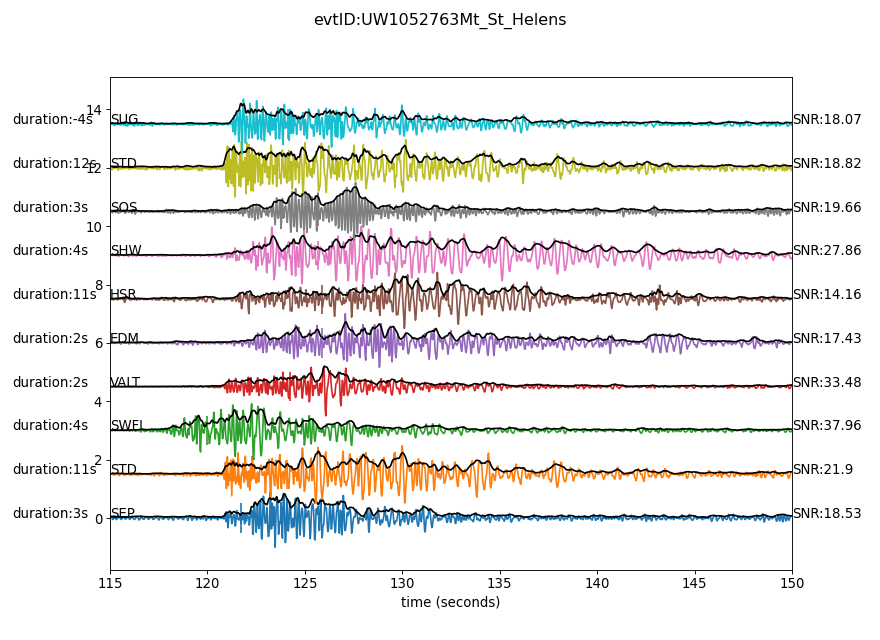 evtID:UW1052763Mt_St_Helens
14
duration:-4s SUG SNR:18.07
duration:12s STD SNR:18.82
12
duration:3s SOS SNR:19.66
10
duration:4s SHW SNR:27.86
8
duration:11s HSR SNR:14.16
duration:2s EDM SNR:17.43
6
duration:2s VALT SNR:33.48
4
duration:4s SWFL SNR:37.96
2
duration:11s STD SNR:21.9
duration:3s SEP SNR:18.53
0
115 120 125 130 135 140 145 150
time (seconds)